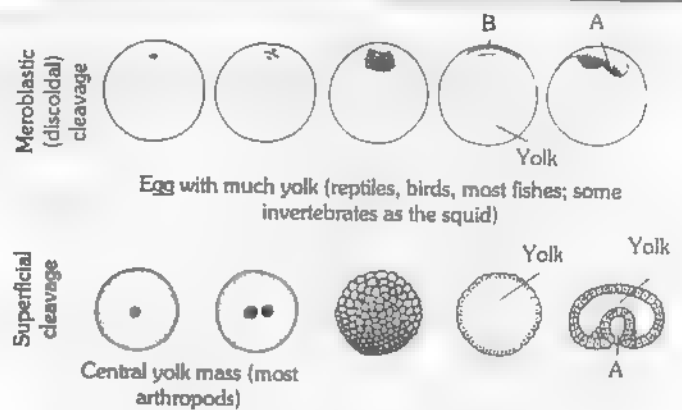 B
A
Meroblastic
(discoidal)
cleavage
Yolk
Egg with much yolk (reptiles, birds, most fishes; some
invertebrates as the squid)
Superficial
cleavage
Yolk
Yolk
A
Central yolk mass (most
arthropods)